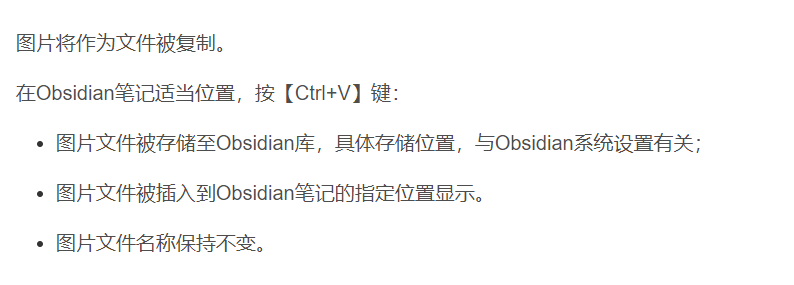 图片将作为文件被复制。
在Obsidian笔记适当位置，按【Ctrl+V】键：
• 图片文件被存储至Obsidian库，具体存储位置，与Obsidian系统设置有关；
• 图片文件被插入到Obsidian笔记的指定位置显示。
• 图片文件名称保持不变。